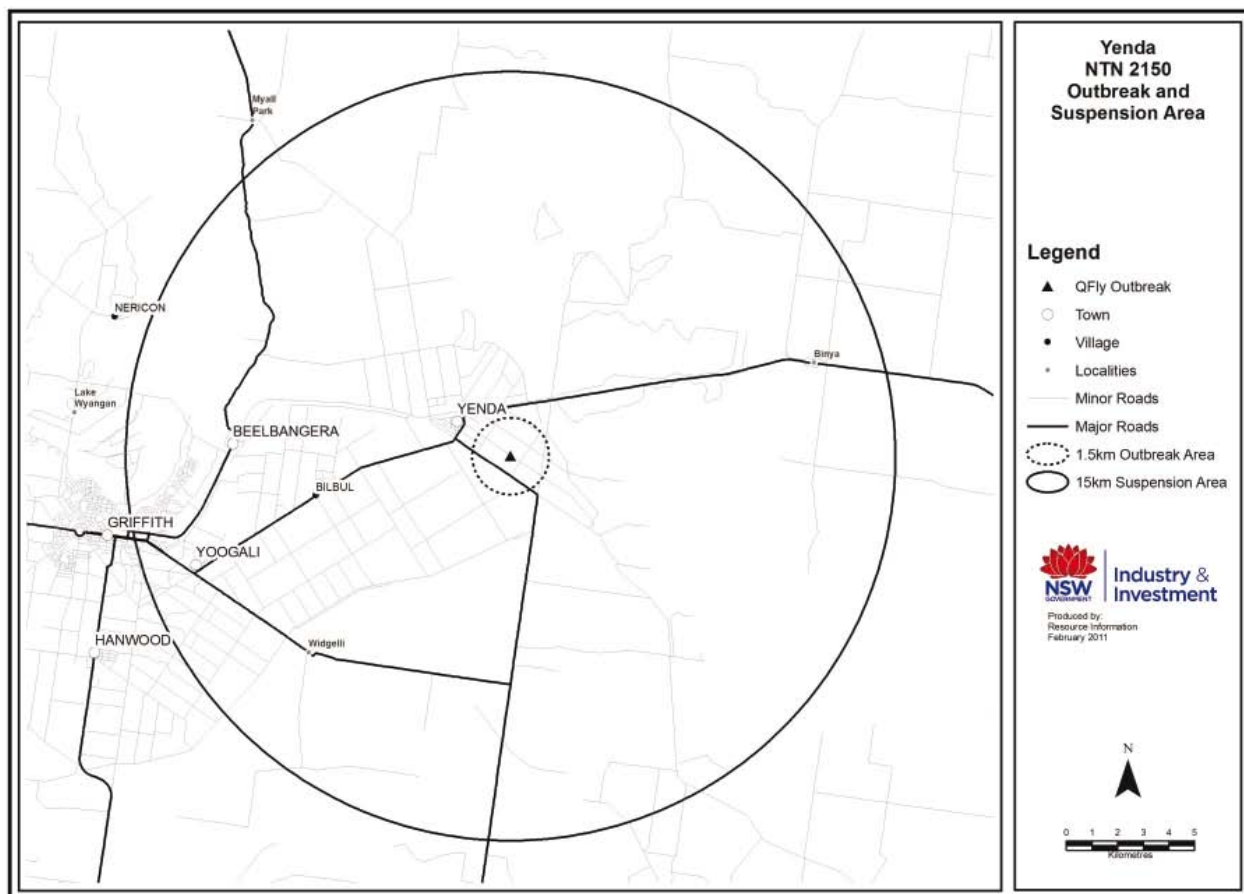 Yenda
NTN 2150
Outbreak and
Suspension Area
Myall
Park
NERICON
Lake
Wyangan
BEELBANGERA
YENDA
Binya
BILBUL
GRIFFITH
YOOGALI
HANWOOD
Widgelli
Legend
QFly Outbreak
Town
Village
Localities
Minor Roads
Major Roads
1.5km Outbreak Area
15km Suspension Area
NSW
GOVERNMENT
Industry &
Investment
Produced by:
Resource Information
February 2011
N
0 1 2 3 4 5
Kilometres